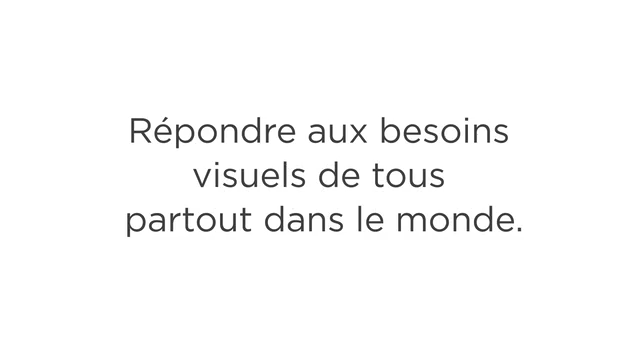 Répondre aux besoins
visuels de tous
partout dans le monde.